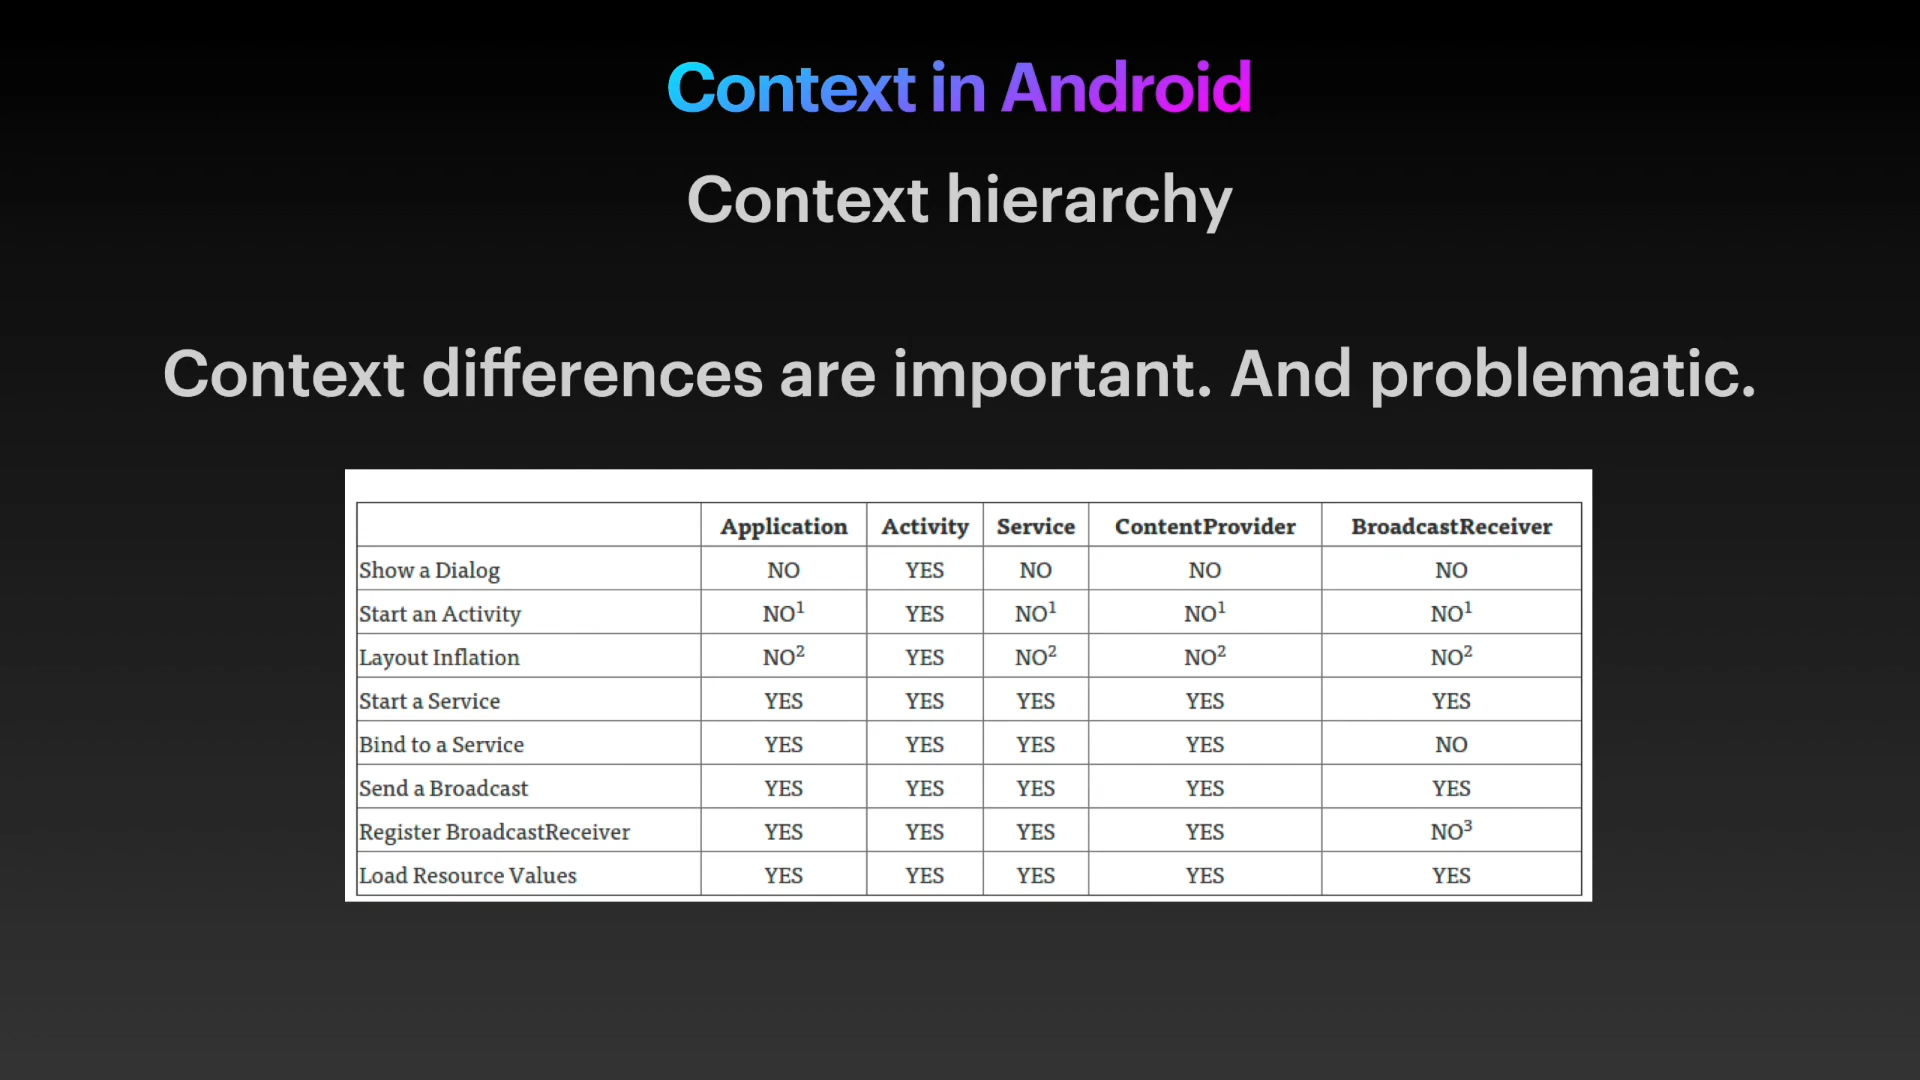 Context in Android
Context hierarchy
Context differences are important. And problematic.
Application Activity Service ContentProvider BroadcastReceiver
Show a Dialog NO YES NO NO NO
Start an Activity NO¹ YES NO¹ NO¹ NO¹
Layout Inflation NO² YES NO² NO² NO²
Start a Service YES YES YES YES YES
Bind to a Service YES YES YES YES NO
Send a Broadcast YES YES YES YES YES
Register BroadcastReceiver YES YES YES YES NO³
Load Resource Values YES YES YES YES YES